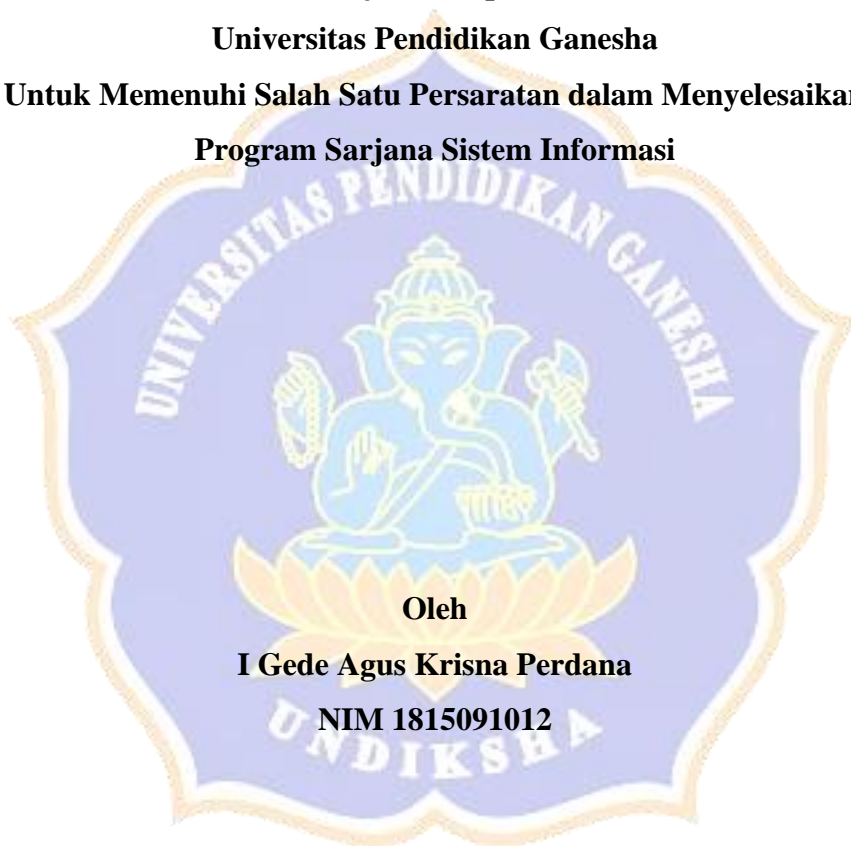 Universitas Pendidikan Ganesha
Untuk Memenuhi Salah Satu Persaratan dalam Menyelesaikan
Program Sarjana Sistem Informasi
UNIVERSITAS PENDIDIKAN GANESHA
Oleh
I Gede Agus Krisna Perdana
NIM 1815091012
UNDIKSHA